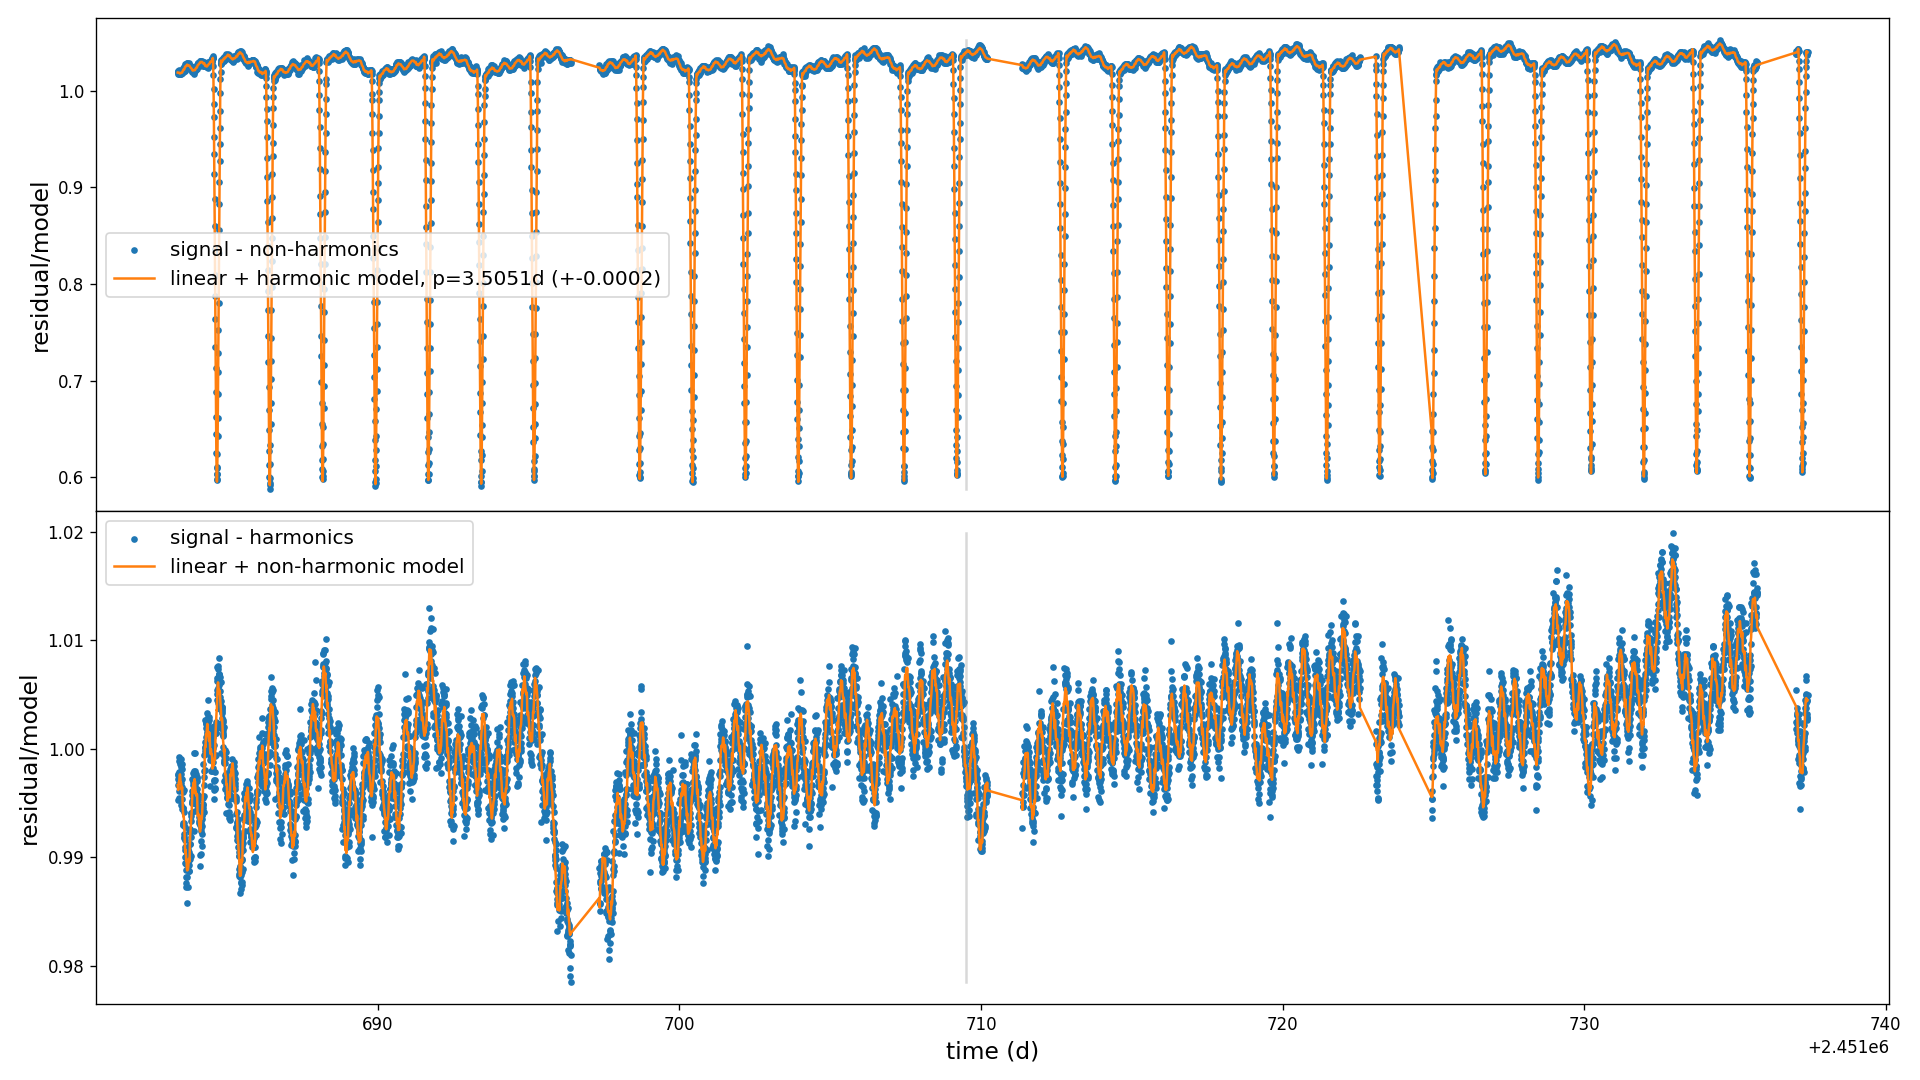 residual/model
1.0
0.9
0.8
0.7
0.6
signal - non-harmonics
linear + harmonic model, p=3.5051d (+-0.0002)
residual/model
1.02
1.01
1.00
0.99
0.98
signal - harmonics
linear + non-harmonic model
690
700
710
720
730
740
time (d)
+2.451e6